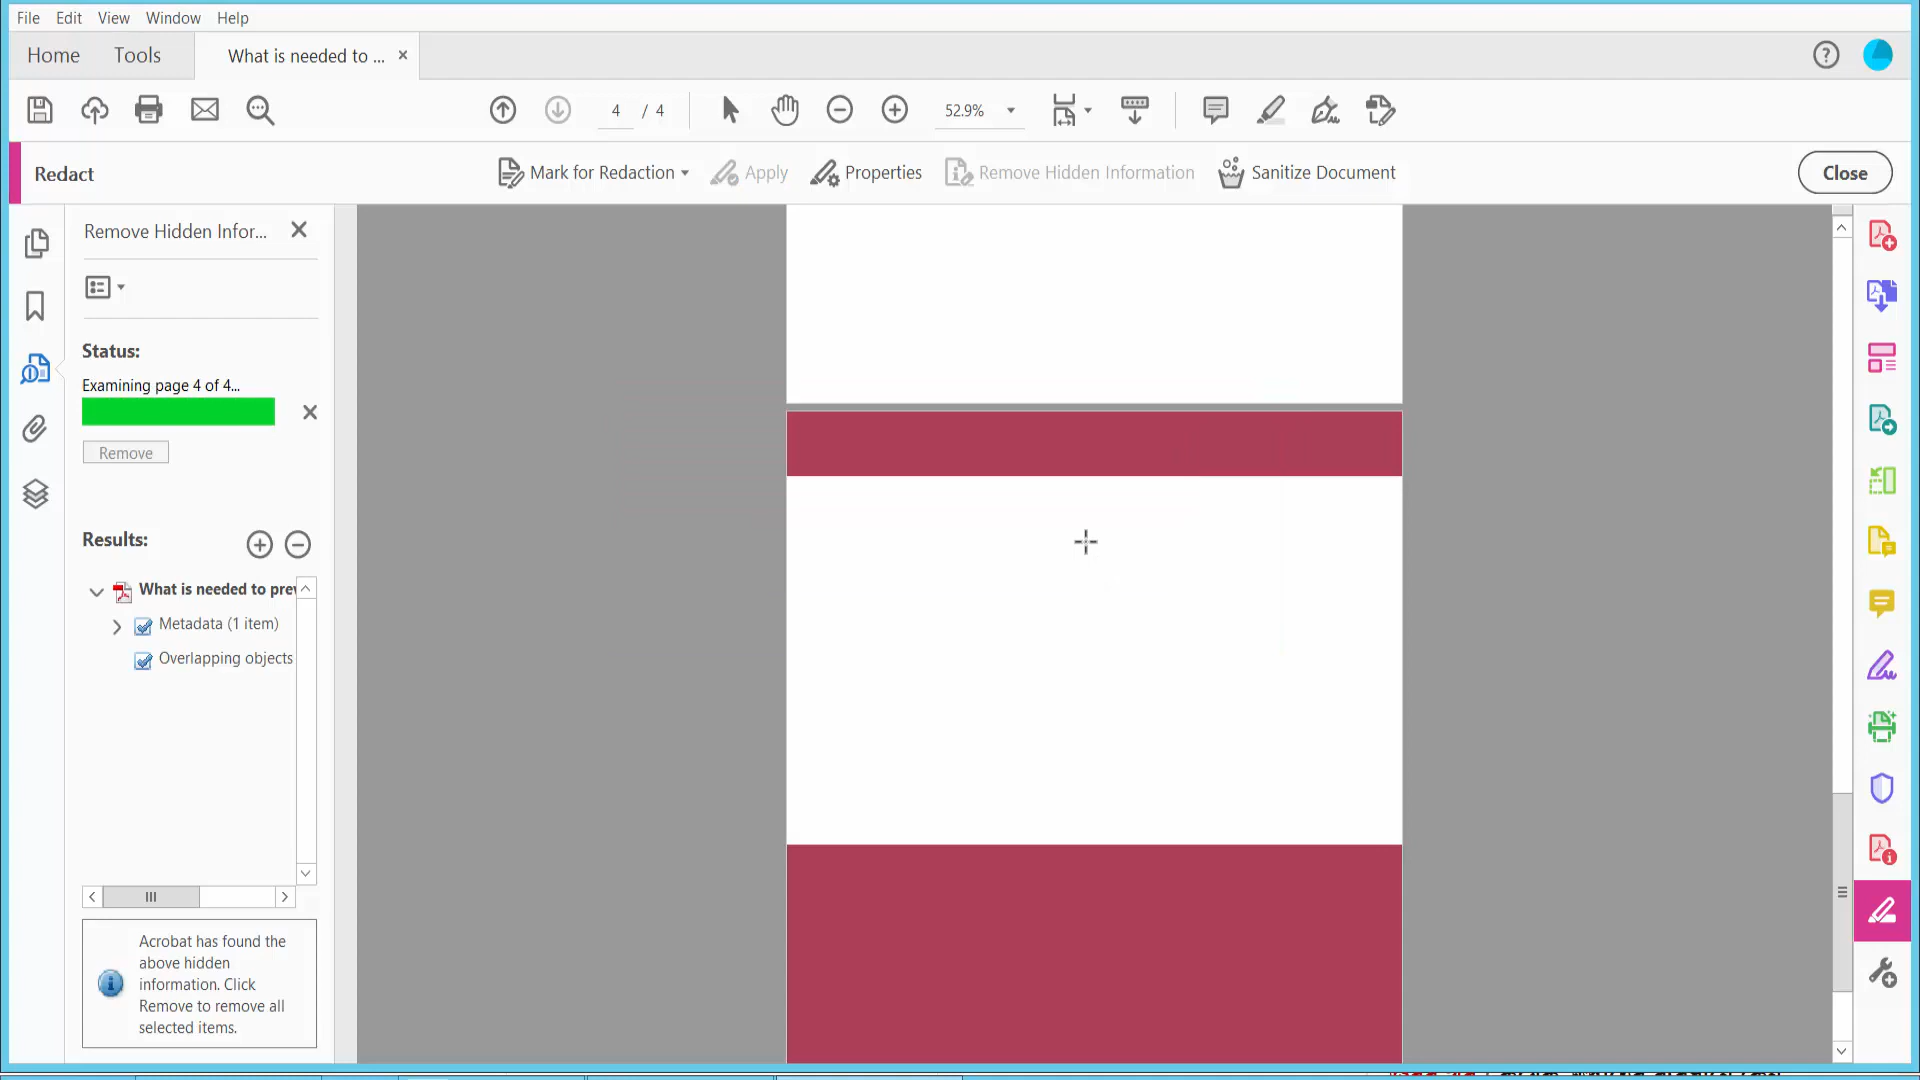 File Edit View Window Help
Home Tools What is needed to ... ×
4 / 4 52.9%
Redact Mark for Redaction Apply Properties Remove Hidden Information Sanitize Document Close
Remove Hidden Infor...
Status:
Examining page 4 of 4...
Remove
Results:
What is needed to pre
Metadata (1 item)
Overlapping objects
Acrobat has found the
above hidden
information. Click
Remove to remove all
selected items.